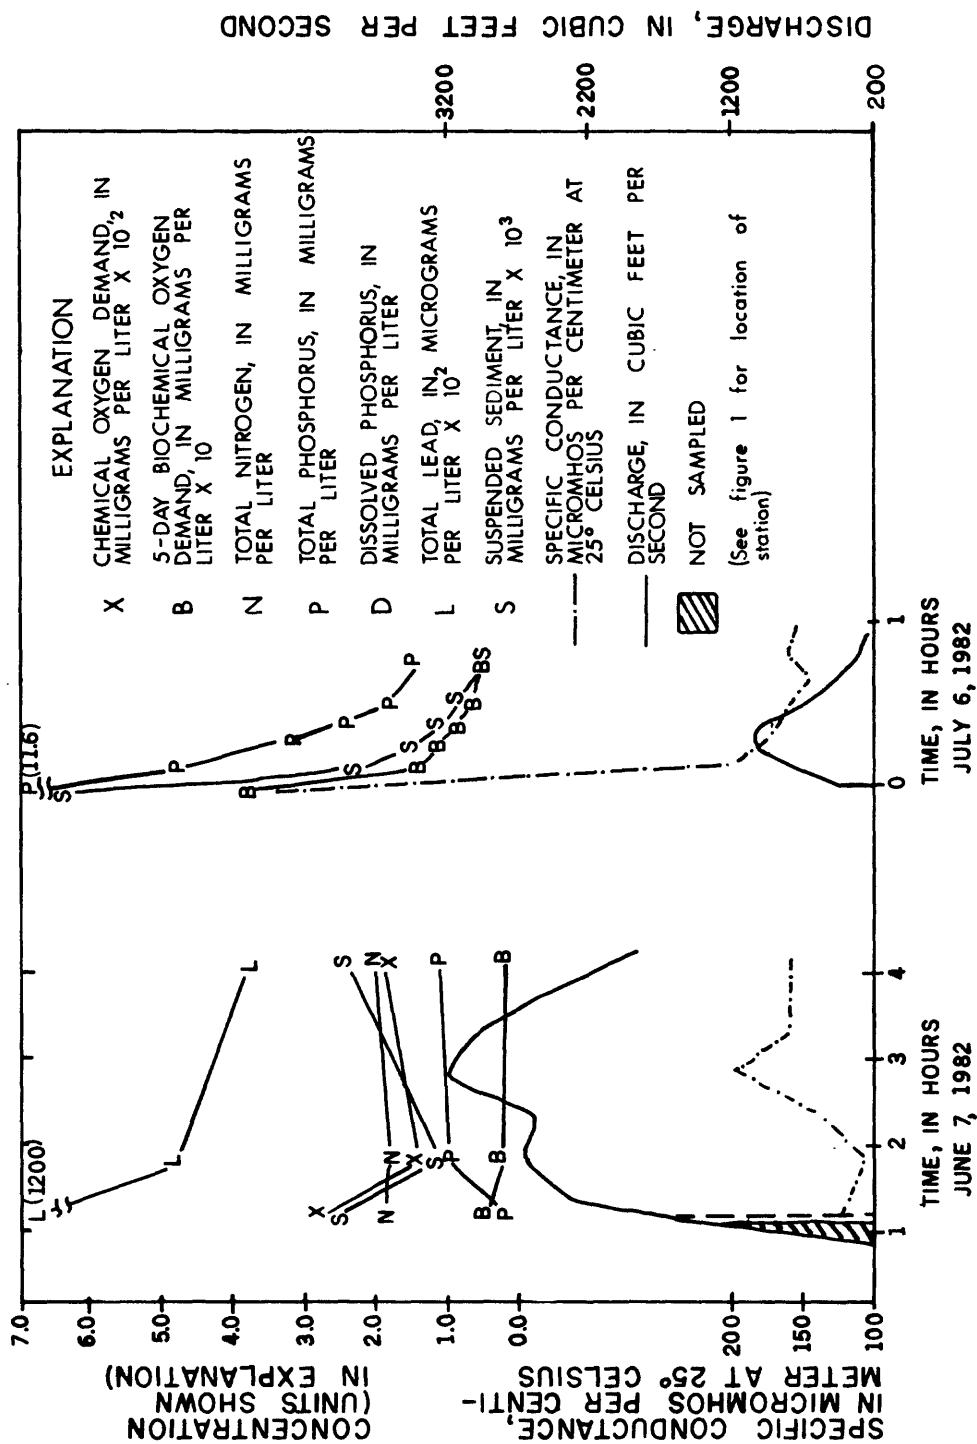 EXPLANATION
X CHEMICAL OXYGEN DEMAND, IN
MILLIGRAMS PER LITER X 10²
B 5-DAY BIOCHEMICAL OXYGEN
DEMAND, IN MILLIGRAMS PER
LITER X 10
N TOTAL NITROGEN, IN MILLIGRAMS
PER LITER
P TOTAL PHOSPHORUS, IN MILLIGRAMS
PER LITER
D DISSOLVED PHOSPHORUS, IN
MILLIGRAMS PER LITER
L TOTAL LEAD, IN MICROGRAMS
PER LITER X 10²
S SUSPENDED SEDIMENT, IN
MILLIGRAMS PER LITER X 10³
SPECIFIC CONDUCTANCE, IN
MICROMHOS PER CENTIMETER AT
25° CELSIUS
DISCHARGE, IN CUBIC FEET PER
SECOND
NOT SAMPLED
(See figure 1 for location of
station)
CONCENTRATION
(UNITS SHOWN
IN EXPLANATION)
7.0
6.0
5.0
4.0
3.0
2.0
1.0
0.0
SPECIFIC CONDUCTANCE,
IN MICROMHOS PER CENTI-
METER AT 25° CELSIUS
200
150
100
L (1200)
L
L
X
S
N
B
P
N
X
S
P
B
S
N
X
P
B
P (11.6)
S
B
P
S
B
P
S
B
P
S
B
P
S
B
P
BS
DISCHARGE, IN CUBIC FEET PER SECOND
3200
2200
1200
200
1 2 3 4
TIME, IN HOURS
JUNE 7, 1982
0 1
TIME, IN HOURS
JULY 6, 1982